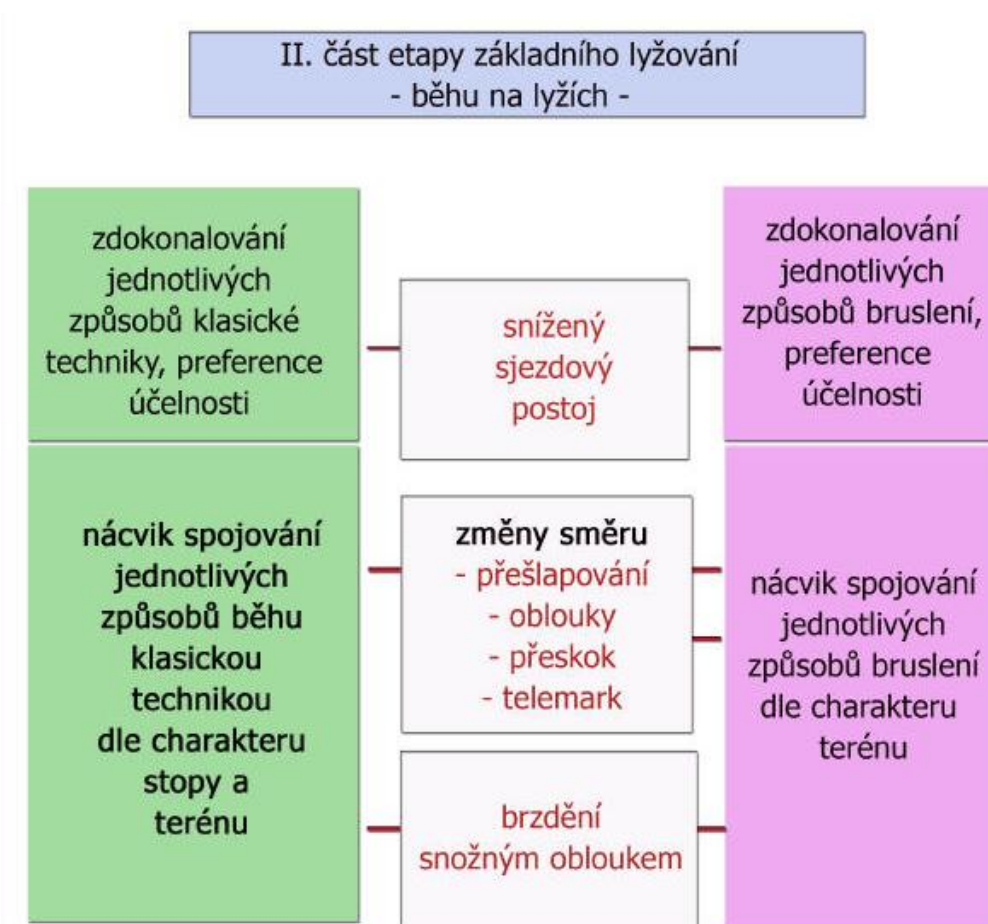 II. část etapy základního lyžování
- běhu na lyžích -
zdokonalování
jednotlivých
způsobů klasické
techniky, preference
účelnosti
snížený
sjezdový
postoj
zdokonalování
jednotlivých
způsobů bruslení,
preference
účelnosti
nácvik spojování
jednotlivých
způsobů běhu
klasickou
technikou
dle charakteru
stopy a
terénu
změny směru
- přešlapování
- oblouky
- přeskok
- telemark
brzdění
snožným obloukem
nácvik spojování
jednotlivých
způsobů bruslení
dle charakteru
terénu